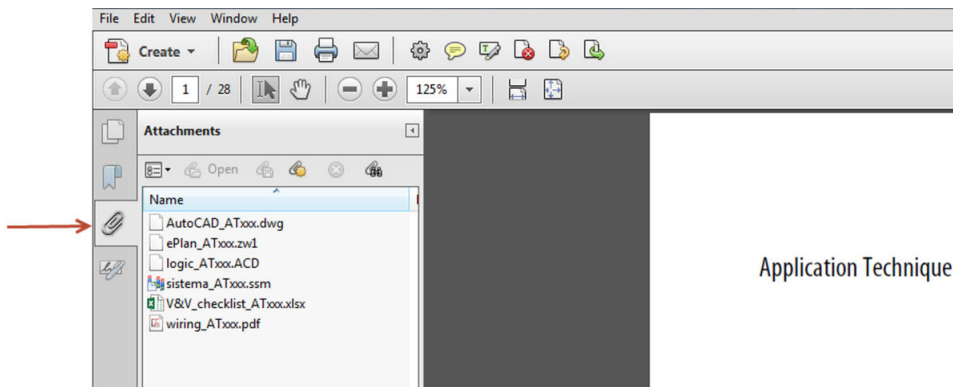 File Edit View Window Help
Create
1 / 28 125%
Attachments
Open
Name
AutoCAD_ATxxx.dwg
ePlan_ATxxx.zw1
logic_ATxxx.ACD
sistema_ATxxx.ssm
V&V_checklist_ATxxx.xlsx
wiring_ATxxx.pdf
Application Technique